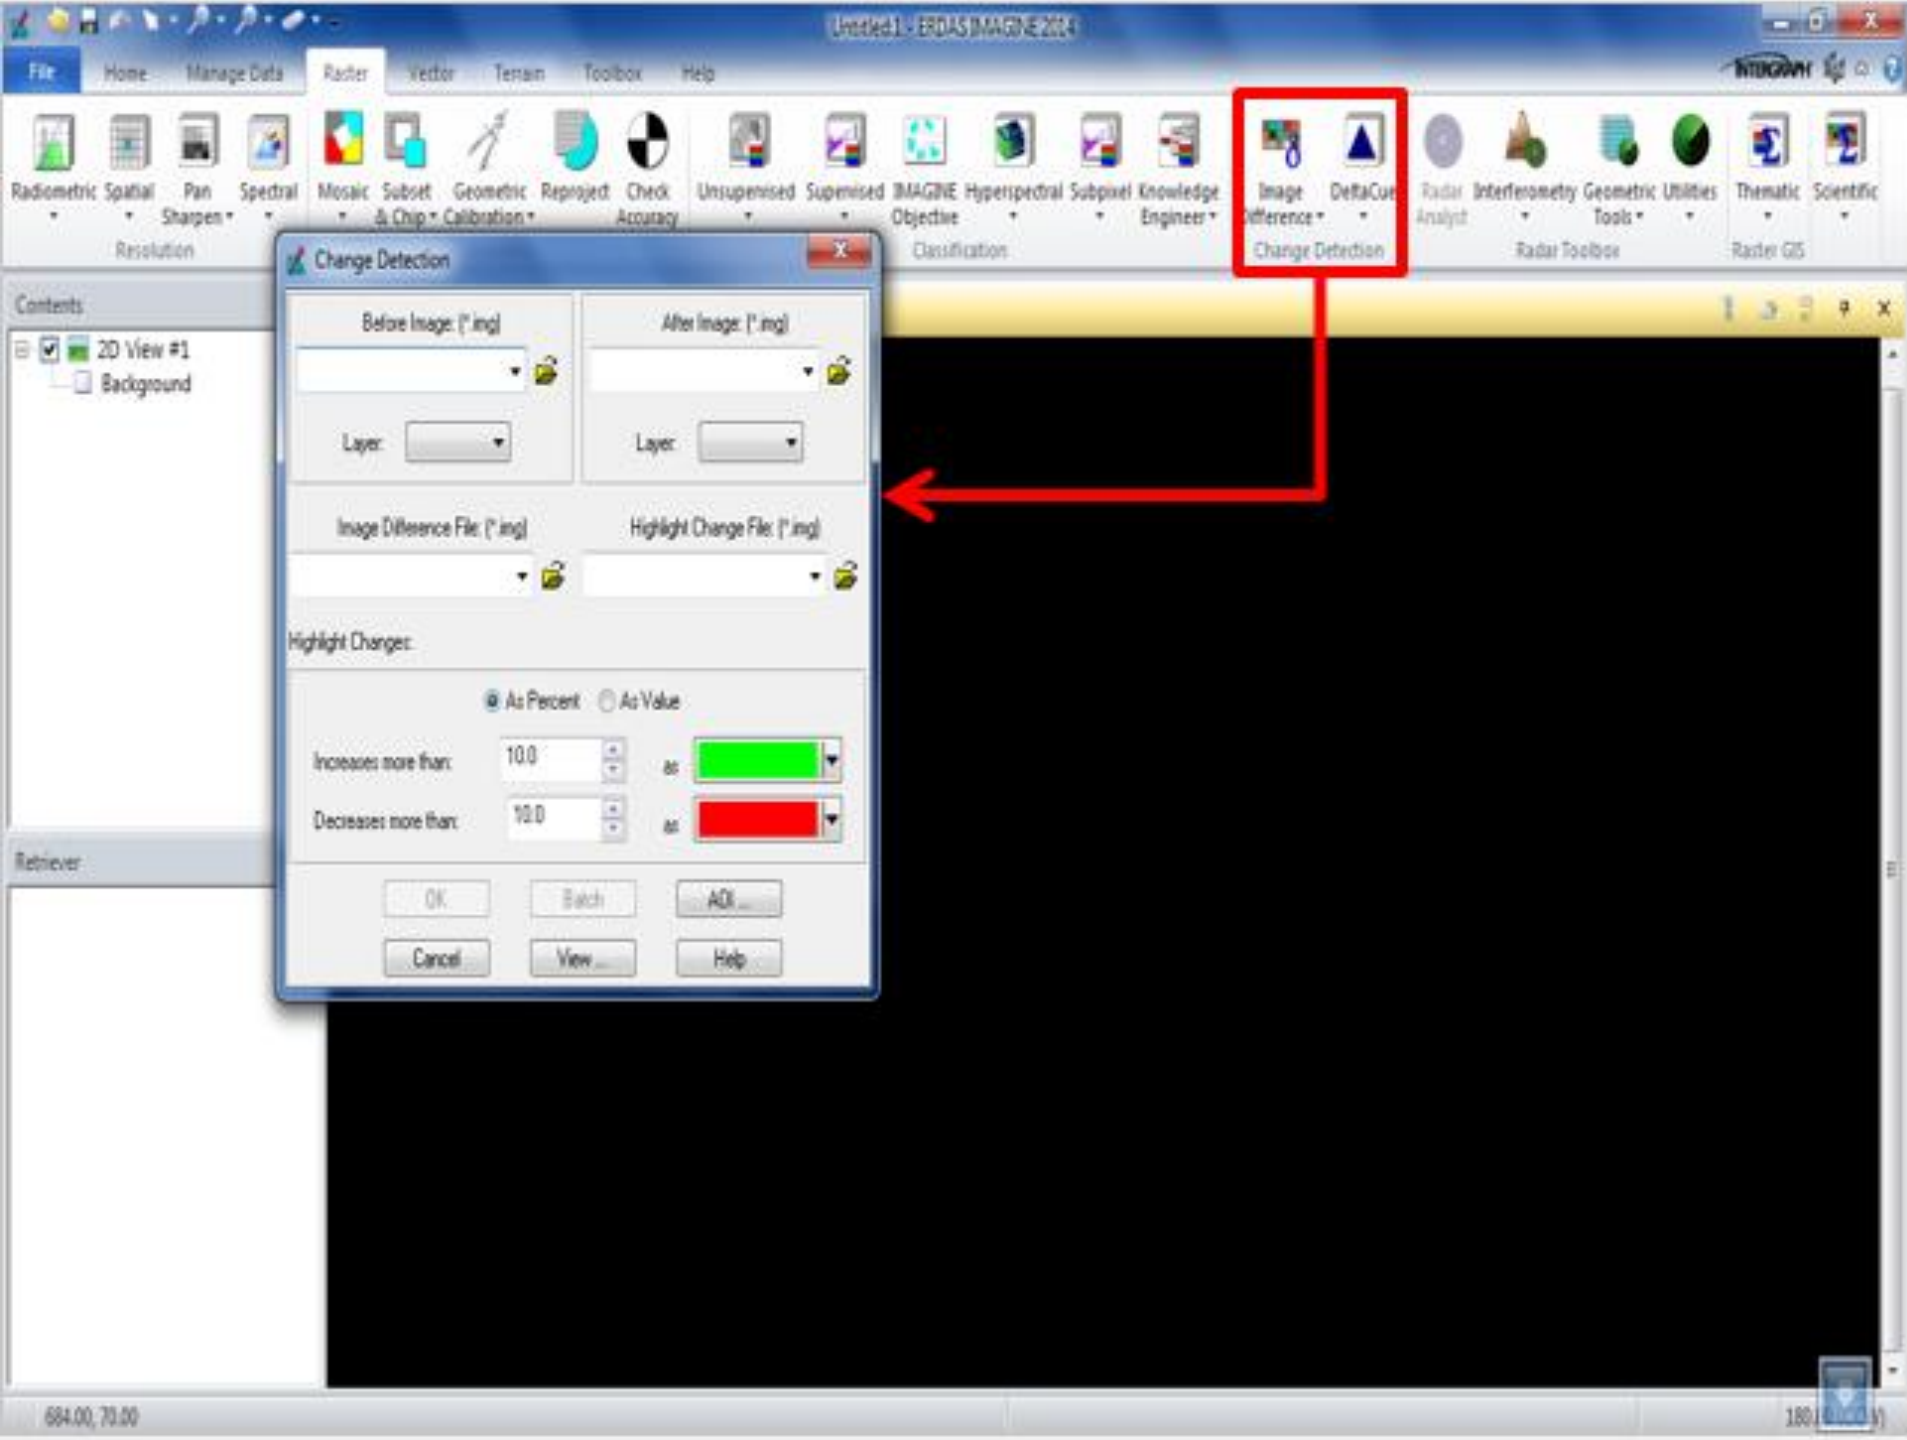 Untitled:1 - ERDAS IMAGINE 2014
File Home Manage Data Raster Vector Terrain Toolbox Help
INTERGRAPH
Radiometric Spatial Pan Sharpen Spectral Mosaic Subset & Chip Geometric Calibration Reproject Check Accuracy Unsupervised Supervised IMAGINE Objective Hyperspectral Subpixel Knowledge Engineer Image Difference DeltaCue Radar Analyst Interferometry Geometric Tools Utilities Thematic Scientific
Resolution Classification Change Detection Radar Toolbox Raster GIS
Contents
2D View #1
Background
Retriever
Change Detection
Before Image: (*.img) After Image: (*.img)
Layer: Layer:
Image Difference File: (*.img) Highlight Change File: (*.img)
Highlight Changes:
As Percent As Value
Increases more than: 10.0 as
Decreases more than: 10.0 as
OK Batch AOI ...
Cancel View ... Help
684.00, 70.00